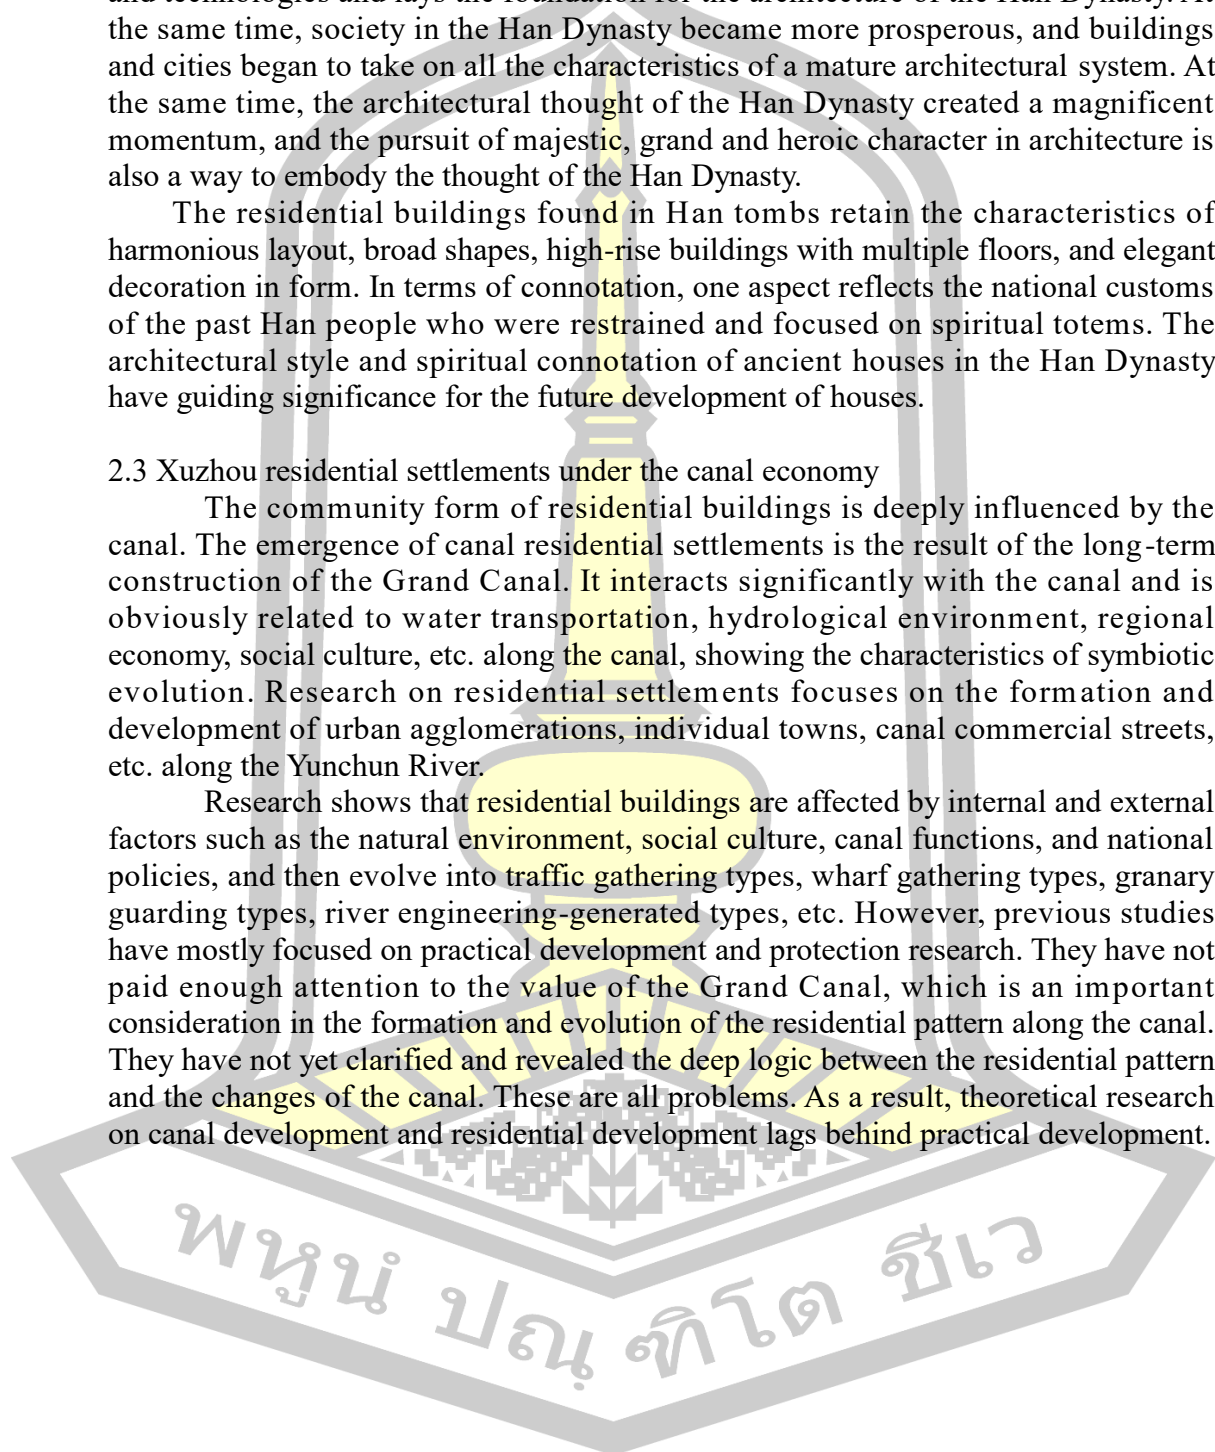 and technologies and lays the foundation for the architecture of the Han Dynasty. At
the same time, society in the Han Dynasty became more prosperous, and buildings
and cities began to take on all the characteristics of a mature architectural system. At
the same time, the architectural thought of the Han Dynasty created a magnificent
momentum, and the pursuit of majestic, grand and heroic character in architecture is
also a way to embody the thought of the Han Dynasty.
The residential buildings found in Han tombs retain the characteristics of
harmonious layout, broad shapes, high-rise buildings with multiple floors, and elegant
decoration in form. In terms of connotation, one aspect reflects the national customs
of the past Han people who were restrained and focused on spiritual totems. The
architectural style and spiritual connotation of ancient houses in the Han Dynasty
have guiding significance for the future development of houses.
2.3 Xuzhou residential settlements under the canal economy
The community form of residential buildings is deeply influenced by the
canal. The emergence of canal residential settlements is the result of the long-term
construction of the Grand Canal. It interacts significantly with the canal and is
obviously related to water transportation, hydrological environment, regional
economy, social culture, etc. along the canal, showing the characteristics of symbiotic
evolution. Research on residential settlements focuses on the formation and
development of urban agglomerations, individual towns, canal commercial streets,
etc. along the Yunchun River.
Research shows that residential buildings are affected by internal and external
factors such as the natural environment, social culture, canal functions, and national
policies, and then evolve into traffic gathering types, wharf gathering types, granary
guarding types, river engineering-generated types, etc. However, previous studies
have mostly focused on practical development and protection research. They have not
paid enough attention to the value of the Grand Canal, which is an important
consideration in the formation and evolution of the residential pattern along the canal.
They have not yet clarified and revealed the deep logic between the residential pattern
and the changes of the canal. These are all problems. As a result, theoretical research
on canal development and residential development lags behind practical development.
พหูนํ ปณฺฑิโต ชีเว